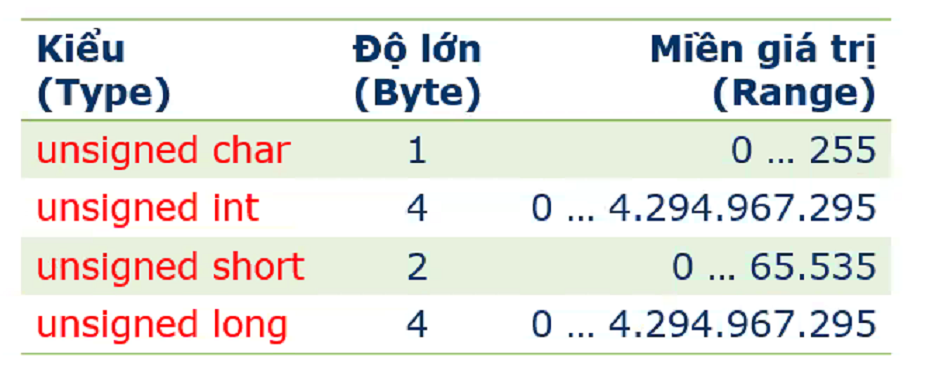 Kiểu Độ lớn Miền giá trị
(Type) (Byte) (Range)
unsigned char 1 0 … 255
unsigned int 4 0 … 4.294.967.295
unsigned short 2 0 … 65.535
unsigned long 4 0 … 4.294.967.295